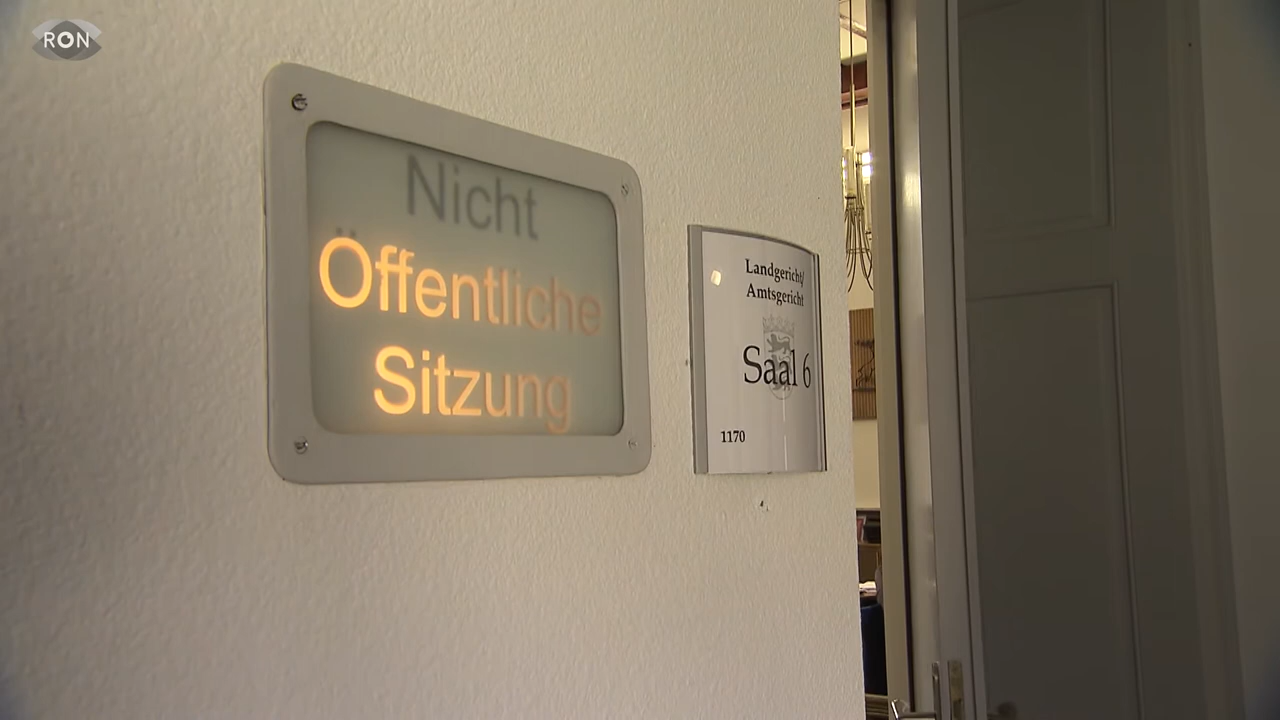 RON
Nicht
Öffentliche
Sitzung
Landgericht/
Amtsgericht
Saal 6
1170